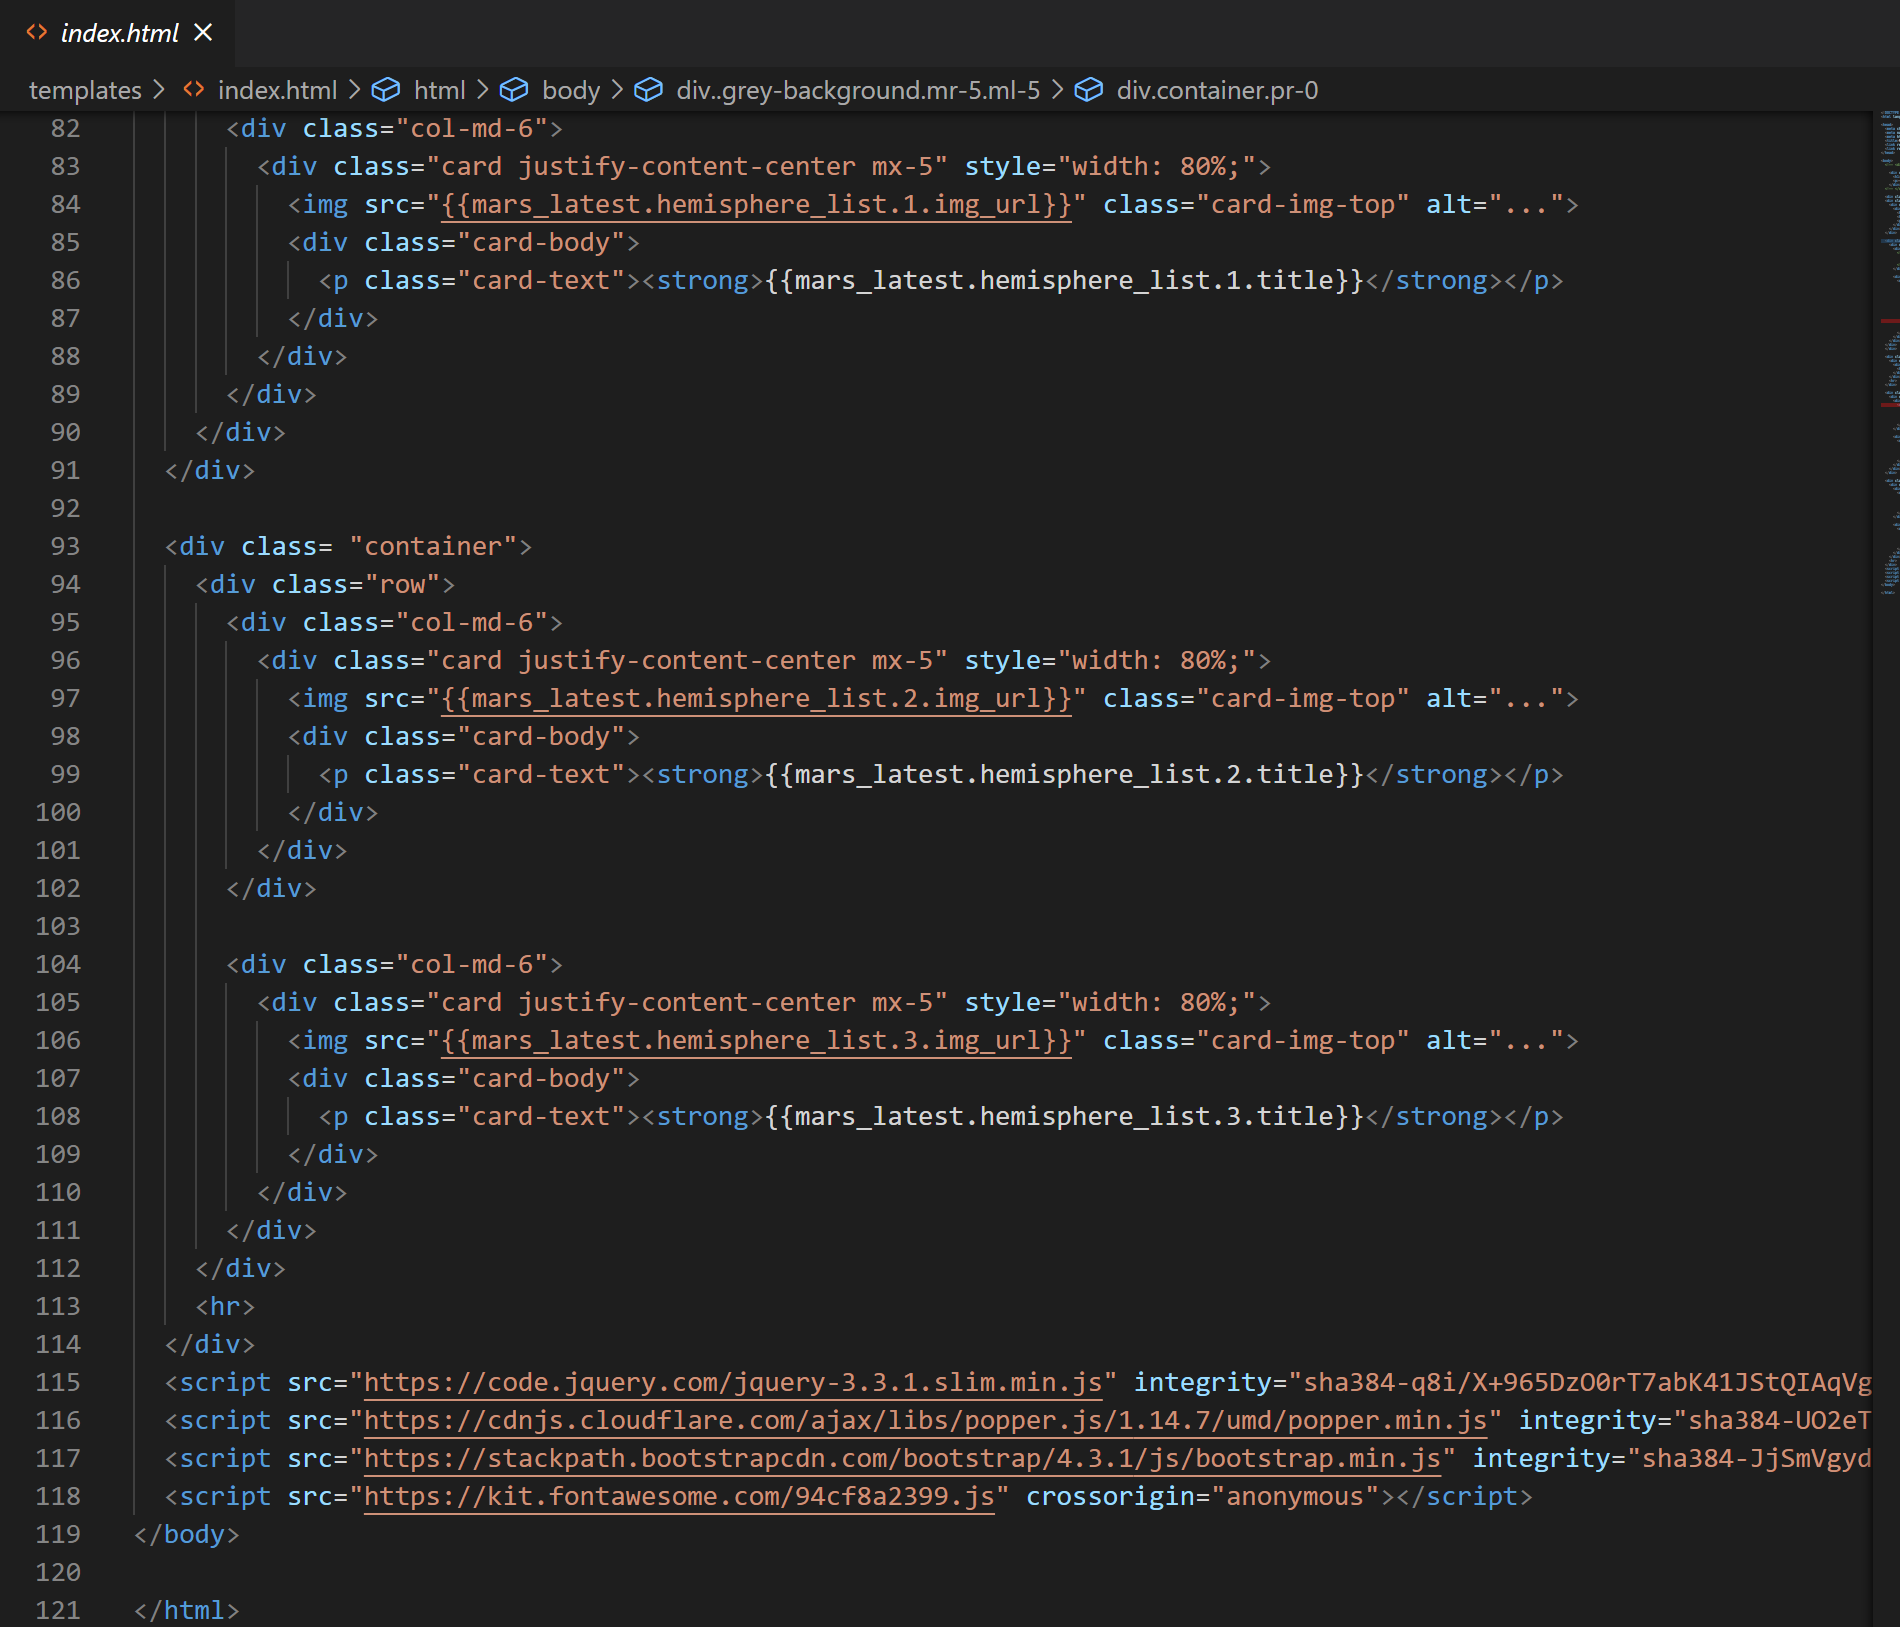 index.html
templates > index.html > html > body > div..grey-background.mr-5.ml-5 > div.container.pr-0
82 <div class="col-md-6">
83 <div class="card justify-content-center mx-5" style="width: 80%;">
84 <img src="{{mars_latest.hemisphere_list.1.img_url}}" class="card-img-top" alt="...">
85 <div class="card-body">
86 <p class="card-text"><strong>{{mars_latest.hemisphere_list.1.title}}</strong></p>
87 </div>
88 </div>
89 </div>
90 </div>
91 </div>
92
93 <div class= "container">
94 <div class="row">
95 <div class="col-md-6">
96 <div class="card justify-content-center mx-5" style="width: 80%;">
97 <img src="{{mars_latest.hemisphere_list.2.img_url}}" class="card-img-top" alt="...">
98 <div class="card-body">
99 <p class="card-text"><strong>{{mars_latest.hemisphere_list.2.title}}</strong></p>
100 </div>
101 </div>
102 </div>
103
104 <div class="col-md-6">
105 <div class="card justify-content-center mx-5" style="width: 80%;">
106 <img src="{{mars_latest.hemisphere_list.3.img_url}}" class="card-img-top" alt="...">
107 <div class="card-body">
108 <p class="card-text"><strong>{{mars_latest.hemisphere_list.3.title}}</strong></p>
109 </div>
110 </div>
111 </div>
112 </div>
113 <hr>
114 </div>
115 <script src="https://code.jquery.com/jquery-3.3.1.slim.min.js" integrity="sha384-q8i/X+965DzO0rT7abK41JStQIAqVg
116 <script src="https://cdnjs.cloudflare.com/ajax/libs/popper.js/1.14.7/umd/popper.min.js" integrity="sha384-UO2eT
117 <script src="https://stackpath.bootstrapcdn.com/bootstrap/4.3.1/js/bootstrap.min.js" integrity="sha384-JjSmVgyd
118 <script src="https://kit.fontawesome.com/94cf8a2399.js" crossorigin="anonymous"></script>
119 </body>
120
121 </html>